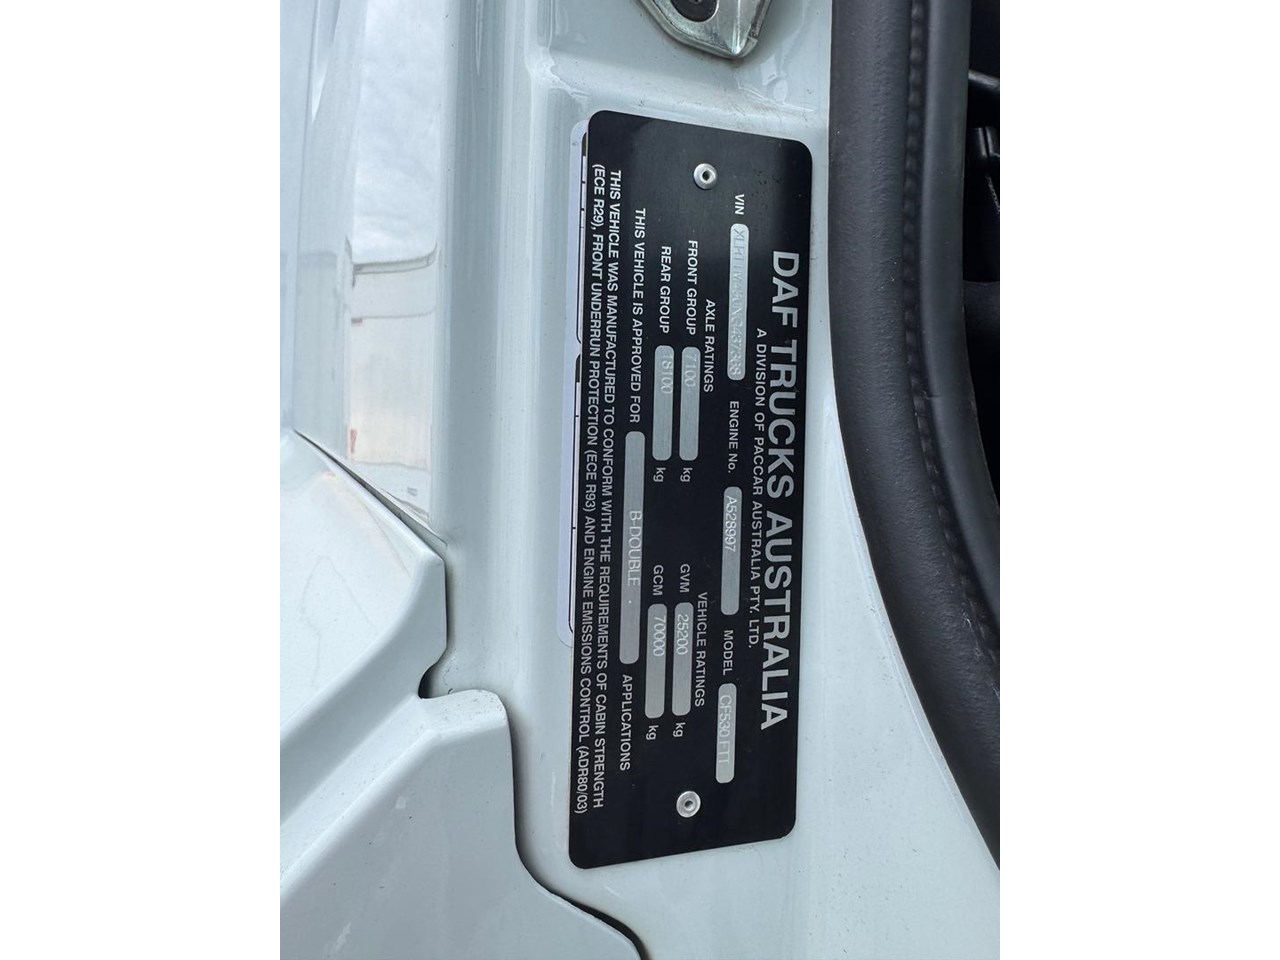 DAF TRUCKS AUSTRALIA
A DIVISION OF PACCAR AUSTRALIA PTY. LTD.
VIN ENGINE No. A528997 MODEL
AXLE RATINGS VEHICLE RATINGS
FRONT GROUP 7100 kg GVM 25200 kg
REAR GROUP 18100 kg GCM 70000 kg
THIS VEHICLE IS APPROVED FOR B-DOUBLE . APPLICATIONS
THIS VEHICLE WAS MANUFACTURED TO CONFORM WITH THE REQUIREMENTS OF CABIN STRENGTH
(ECE R29), FRONT UNDERRUN PROTECTION (ECE R93) AND ENGINE EMISSIONS CONTROL (ADR80/03)